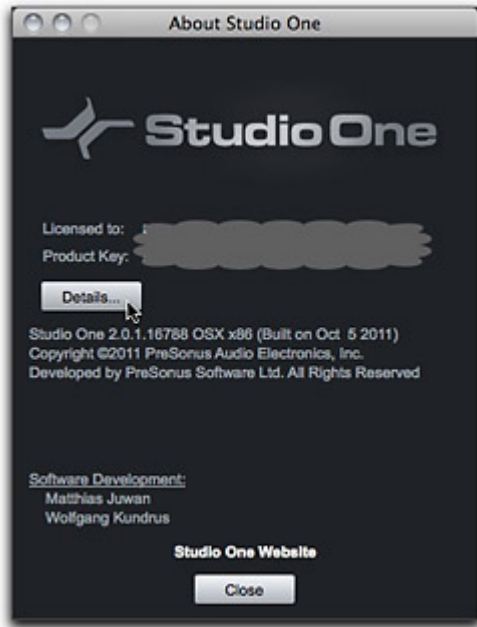 About Studio One
Studio One
Licensed to:
Product Key:
Details...
Studio One 2.0.1.16788 OSX x86 (Built on Oct  5 2011)
Copyright ©2011 PreSonus Audio Electronics, Inc.
Developed by PreSonus Software Ltd. All Rights Reserved
Software Development:
Matthias Juwan
Wolfgang Kundrus
Studio One Website
Close